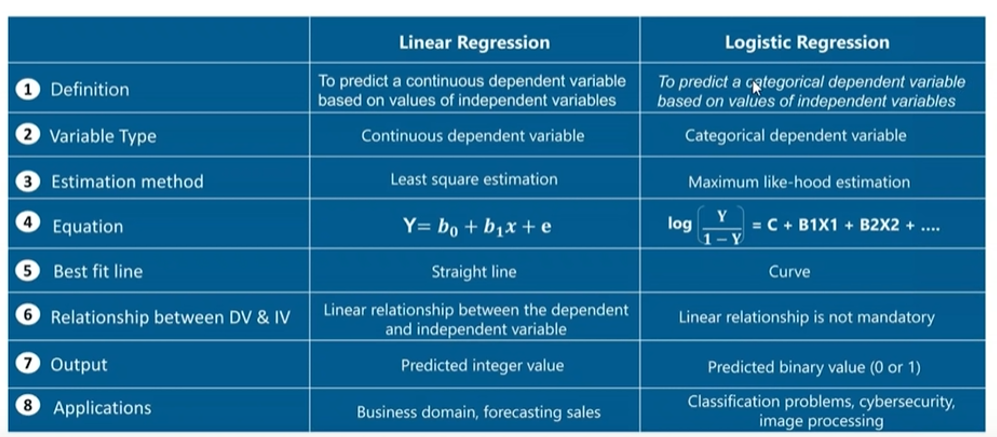 Linear Regression
Logistic Regression
1 Definition
To predict a continuous dependent variable
based on values of independent variables
To predict a categorical dependent variable
based on values of independent variables
2 Variable Type
Continuous dependent variable
Categorical dependent variable
3 Estimation method
Least square estimation
Maximum like-hood estimation
4 Equation
Y= b₀ + b₁x + e
log [Y / 1 − Y] = C + B1X1 + B2X2 + ....
5 Best fit line
Straight line
Curve
6 Relationship between DV & IV
Linear relationship between the dependent
and independent variable
Linear relationship is not mandatory
7 Output
Predicted integer value
Predicted binary value (0 or 1)
8 Applications
Business domain, forecasting sales
Classification problems, cybersecurity,
image processing